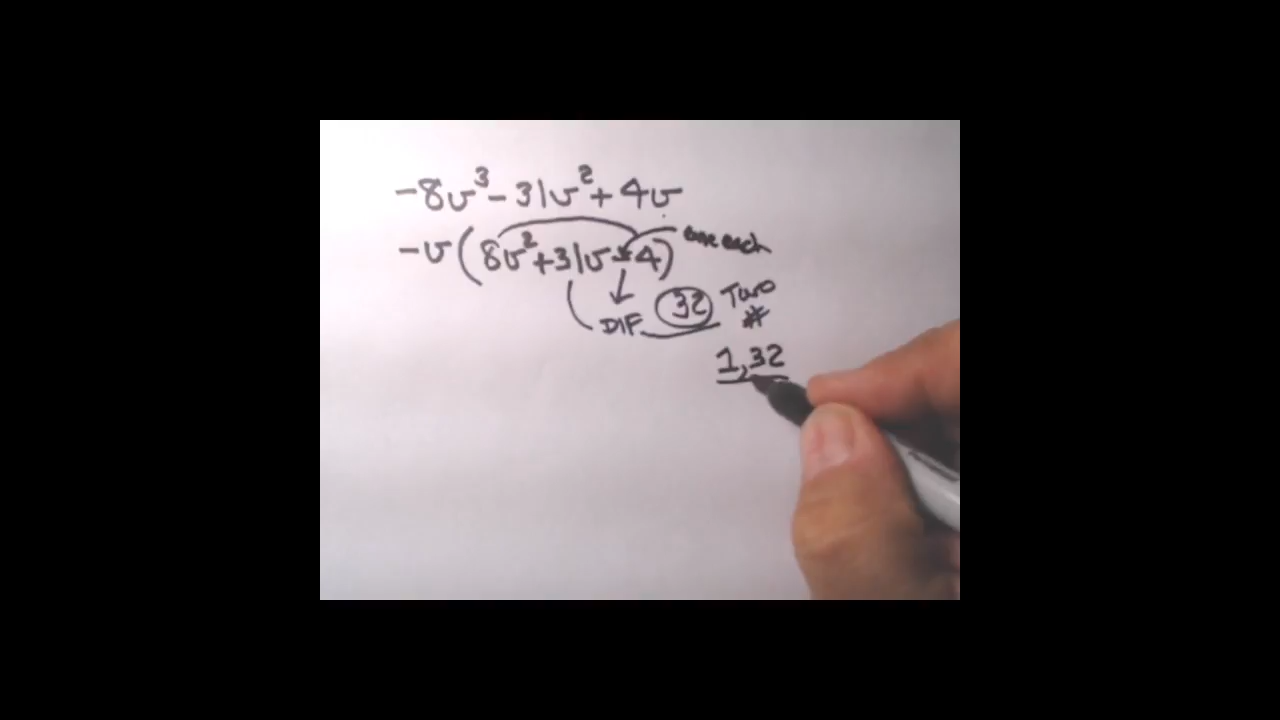 -8v³ - 31v² + 4v
-v(8v² + 31v - 4) one each
DIF 32 Two
#
1,32